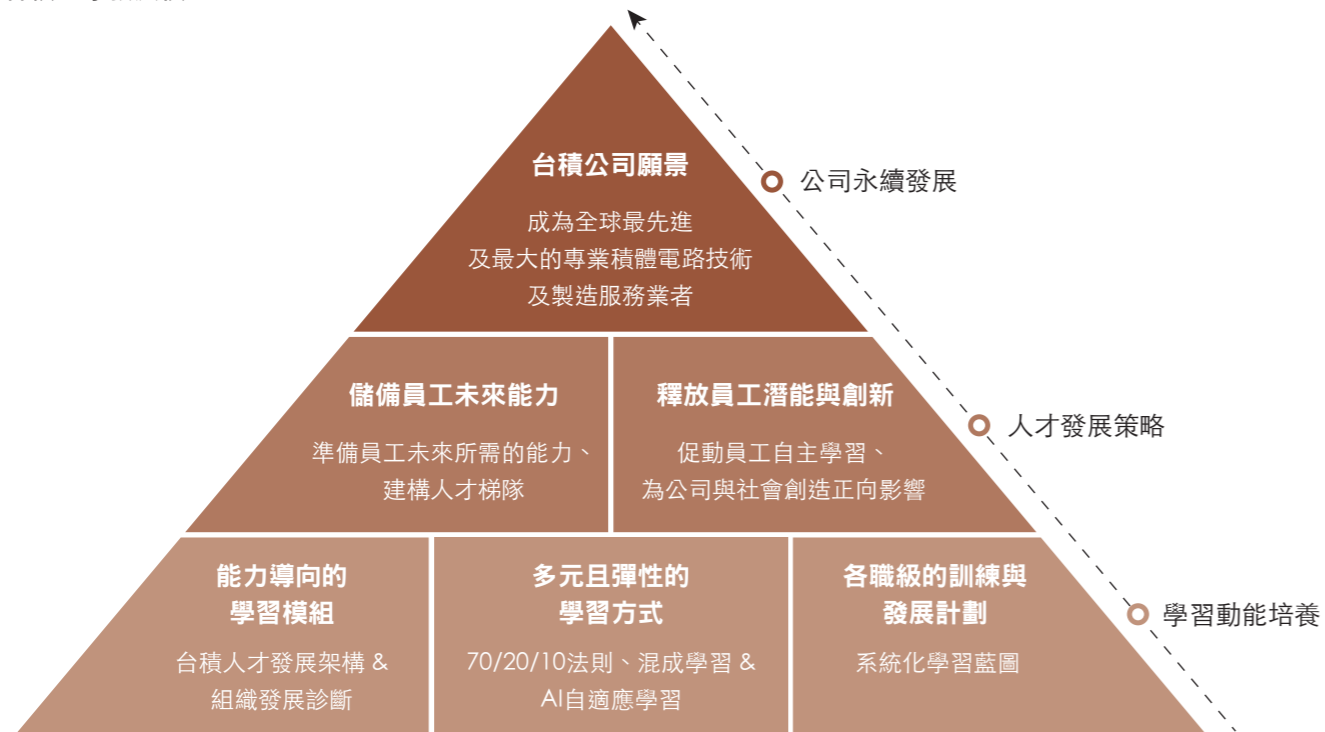 台積公司願景
成為全球最先進
及最大的專業積體電路技術
及製造服務業者
公司永續發展
儲備員工未來能力
準備員工未來所需的能力、
建構人才梯隊
釋放員工潛能與創新
促動員工自主學習、
為公司與社會創造正向影響
人才發展策略
能力導向的
學習模組
台積人才發展架構 &
組織發展診斷
多元且彈性的
學習方式
70/20/10法則、混成學習 &
AI自適應學習
各職級的訓練與
發展計劃
系統化學習藍圖
學習動能培養